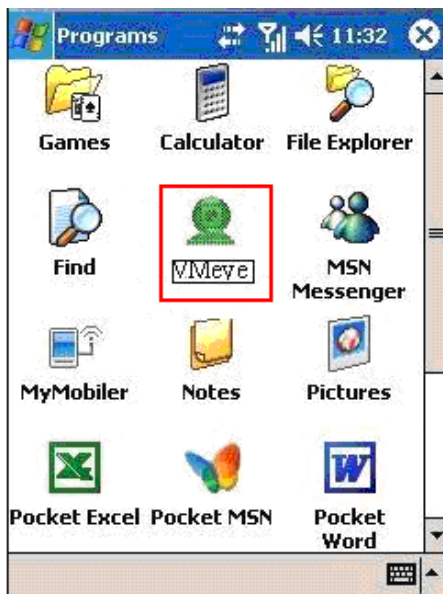 Programs 11:32
Games Calculator File Explorer
Find VMeye MSN
Messenger
MyMobiler Notes Pictures
Pocket Excel Pocket MSN Pocket
Word